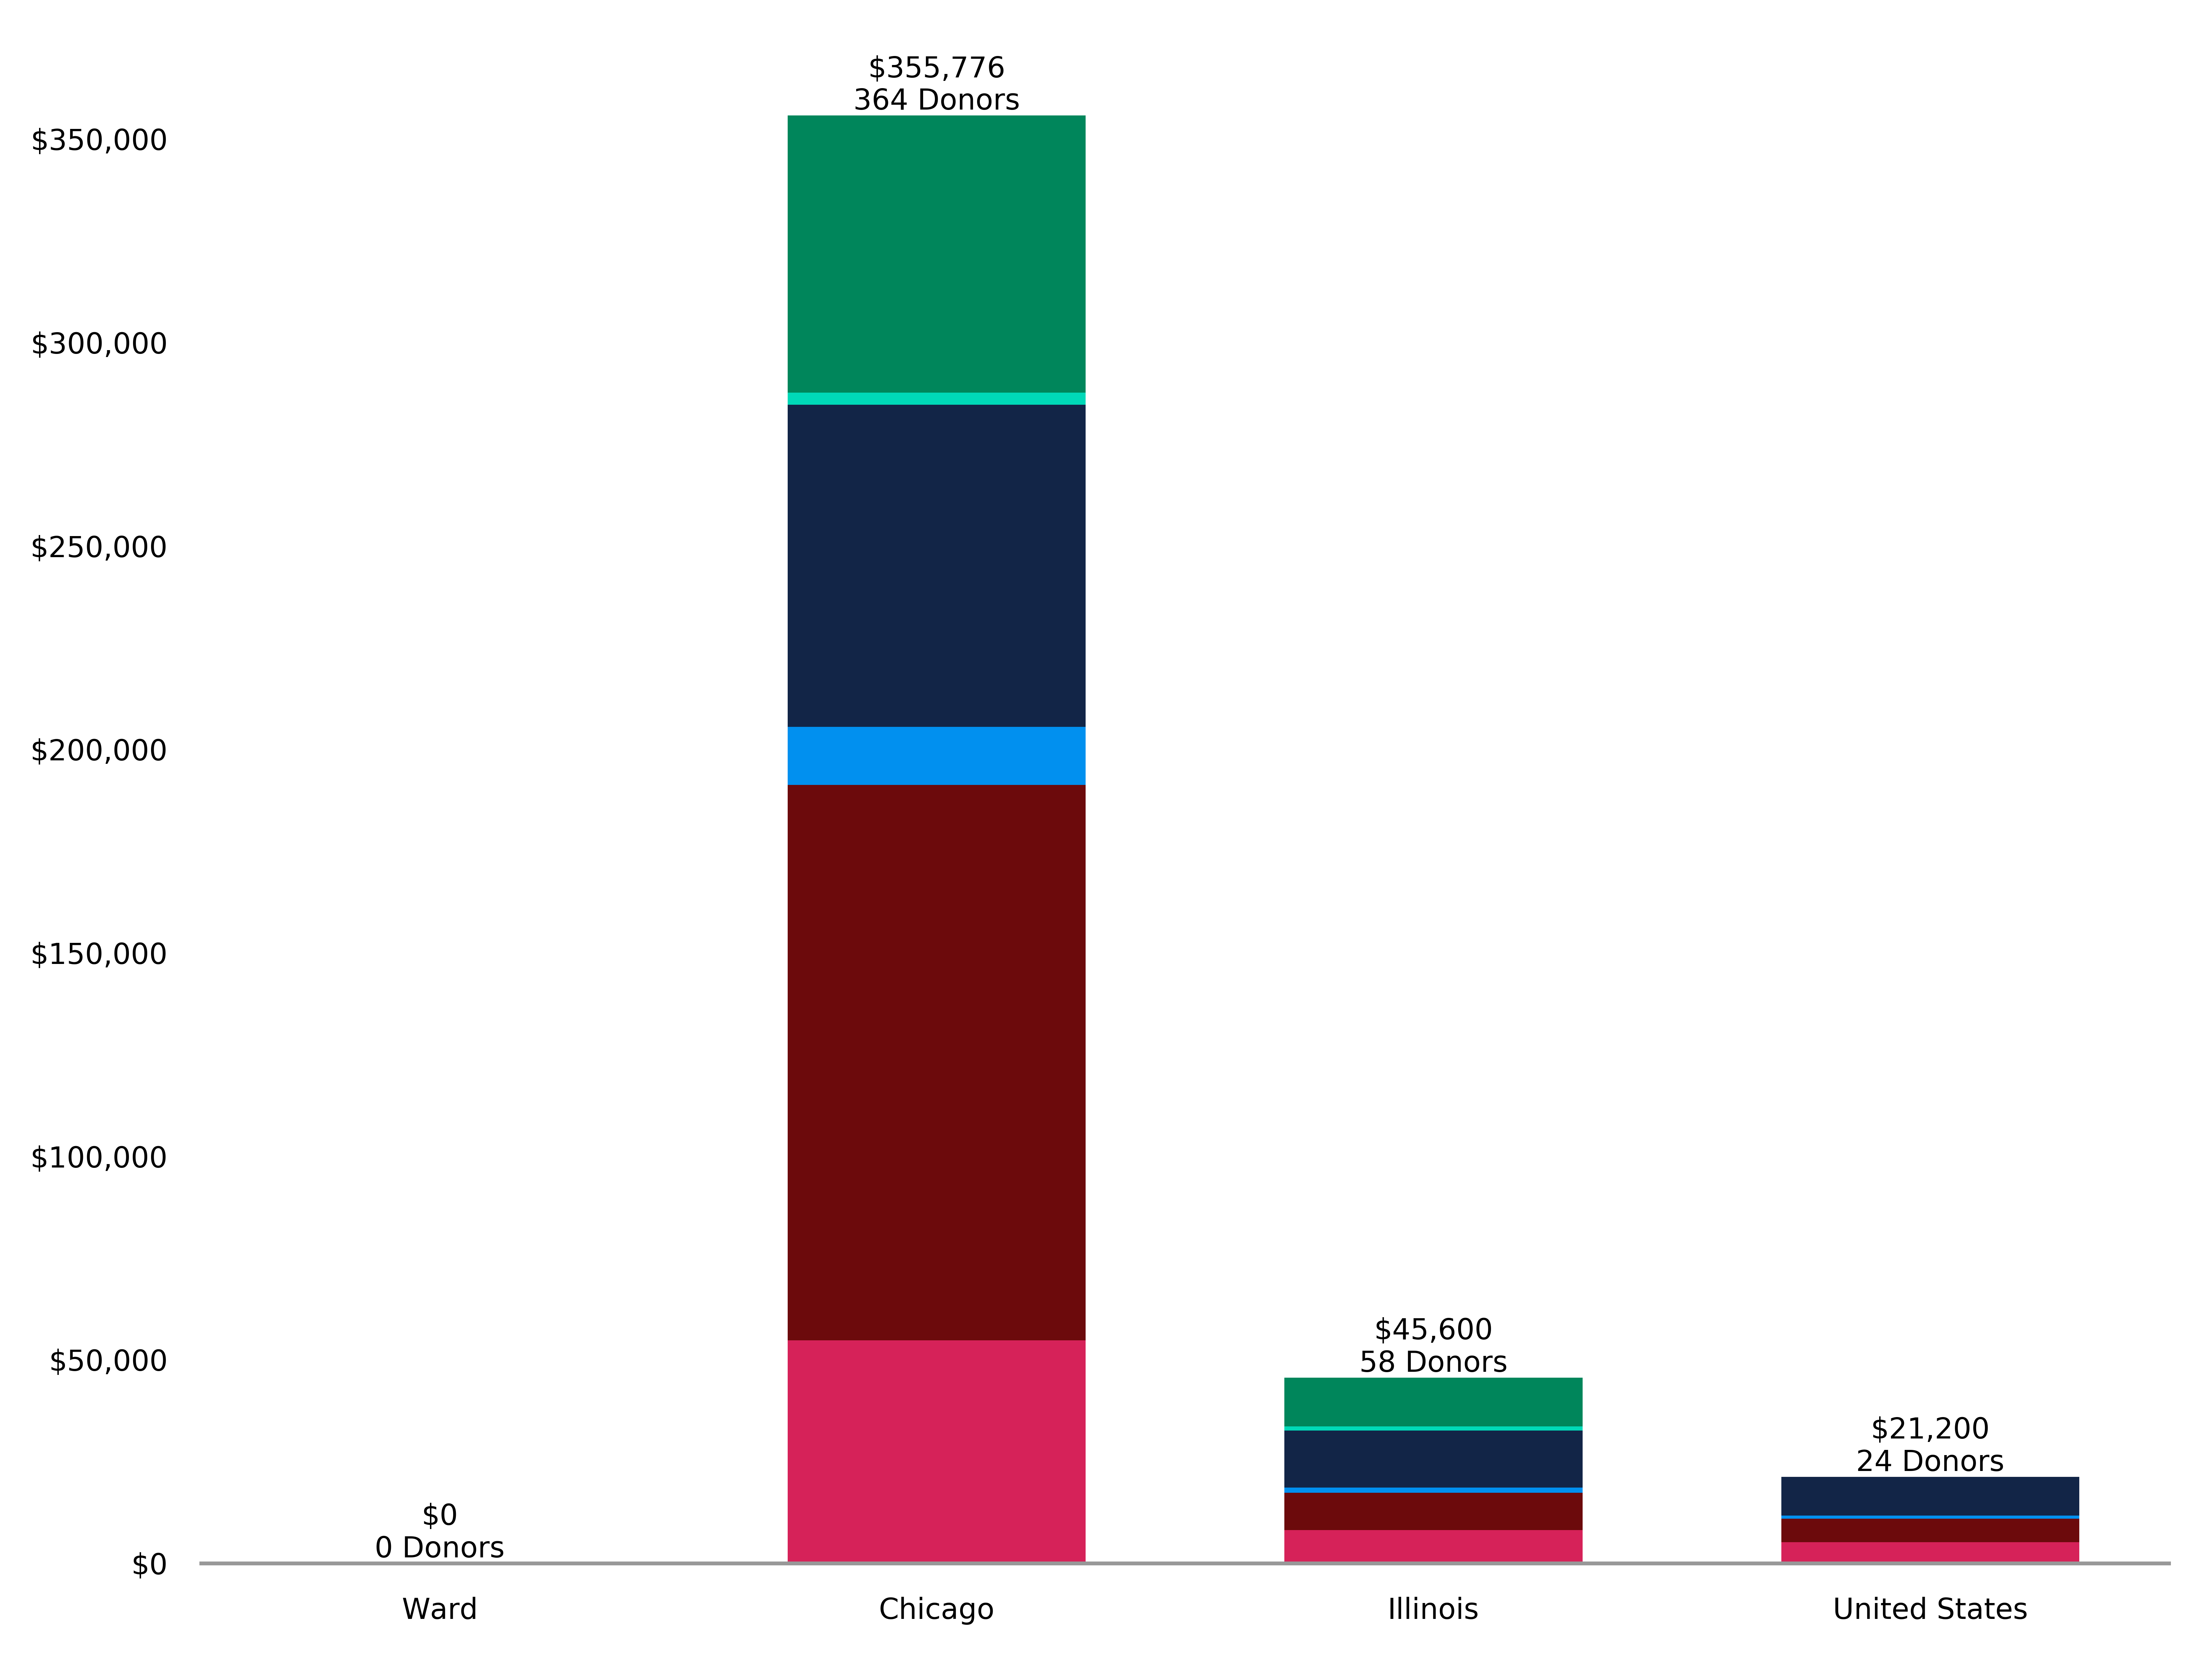 $355,776
364 Donors
$350,000
$300,000
$250,000
$200,000
$150,000
$100,000
$50,000
$0
$45,600
58 Donors
$21,200
24 Donors
$0
0 Donors
Ward
Chicago
Illinois
United States